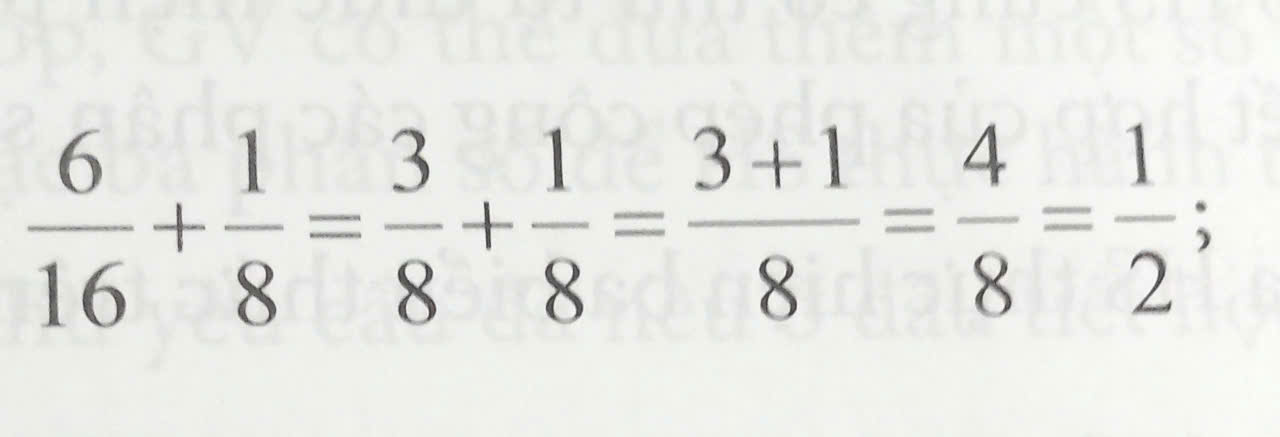 6/16 + 1/8 = 3/8 + 1/8 = (3+1)/8 = 4/8 = 1/2;